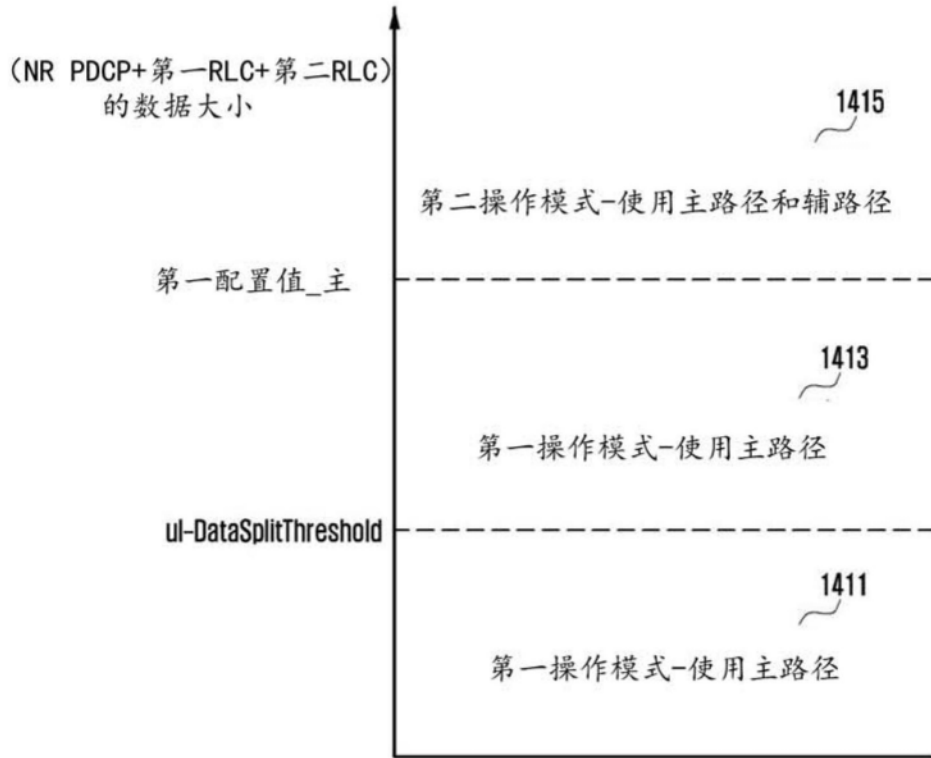 (NR PDCP+第一RLC+第二RLC)
的数据大小
1415
第二操作模式-使用主路径和辅路径
第一配置值_主
1413
第一操作模式-使用主路径
ul-DataSplitThreshold
1411
第一操作模式-使用主路径